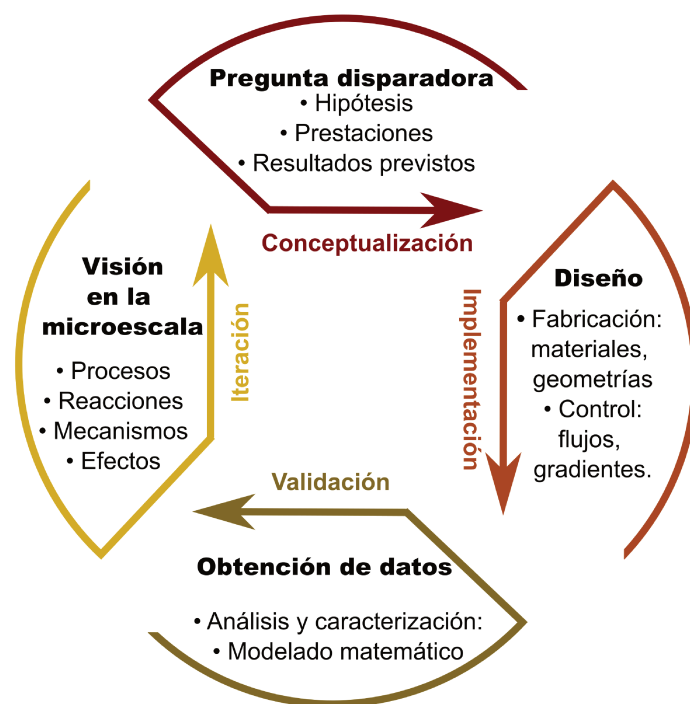 Pregunta disparadora
• Hipótesis
• Prestaciones
• Resultados previstos
Conceptualización
Diseño
• Fabricación:
materiales,
geometrías
• Control:
flujos,
gradientes.
Implementación
Validación
Obtención de datos
• Análisis y caracterización:
• Modelado matemático
Visión
en la
microescala
• Procesos
• Reacciones
• Mecanismos
• Efectos
Iteración